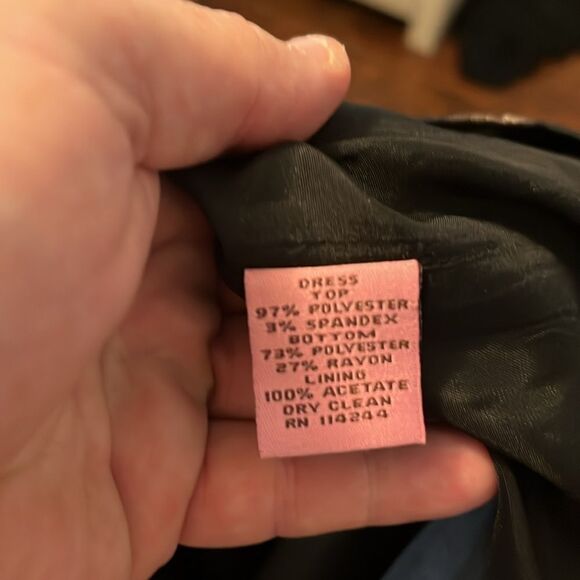 DRESS
TOP
97% POLYESTER
3% SPANDEX
BOTTOM
73% POLYESTER
27% RAYON
LINING
100% ACETATE
DRY CLEAN
RN 114244